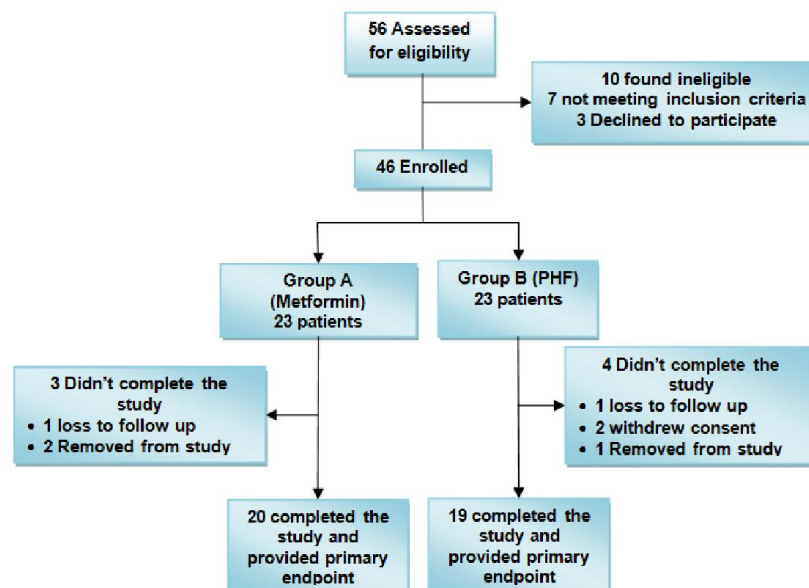 56 Assessed
for eligibility
10 found ineligible
7 not meeting inclusion criteria
3 Declined to participate
46 Enrolled
Group A
(Metformin)
23 patients
Group B (PHF)
23 patients
3 Didn't complete the
study
• 1 loss to follow up
• 2 Removed from study
4 Didn't complete the
study
• 1 loss to follow up
• 2 withdrew consent
• 1 Removed from study
20 completed the
study and
provided primary
endpoint
19 completed the
study and
provided primary
endpoint